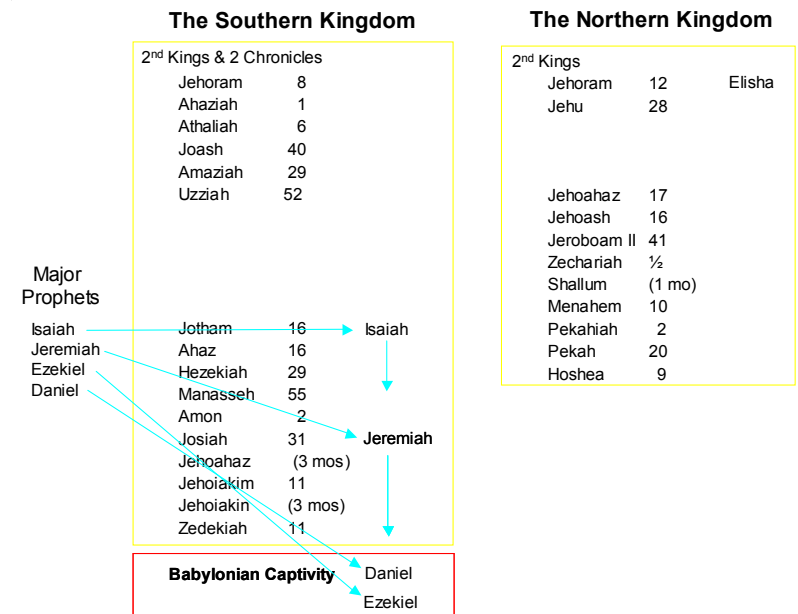 The Southern Kingdom
2nd Kings & 2 Chronicles
Jehoram 8
Ahaziah 1
Athaliah 6
Joash 40
Amaziah 29
Uzziah 52
Major
Prophets
Isaiah
Jeremiah
Ezekiel
Daniel
Jotham 16 Isaiah
Ahaz 16
Hezekiah 29
Manasseh 55
Amon 2
Josiah 31 Jeremiah
Jehoahaz (3 mos)
Jehoiakim 11
Jehoiakin (3 mos)
Zedekiah 11
Babylonian Captivity Daniel
Ezekiel
The Northern Kingdom
2nd Kings
Jehoram 12 Elisha
Jehu 28
Jehoahaz 17
Jehoash 16
Jeroboam II 41
Zechariah ½
Shallum (1 mo)
Menahem 10
Pekahiah 2
Pekah 20
Hoshea 9